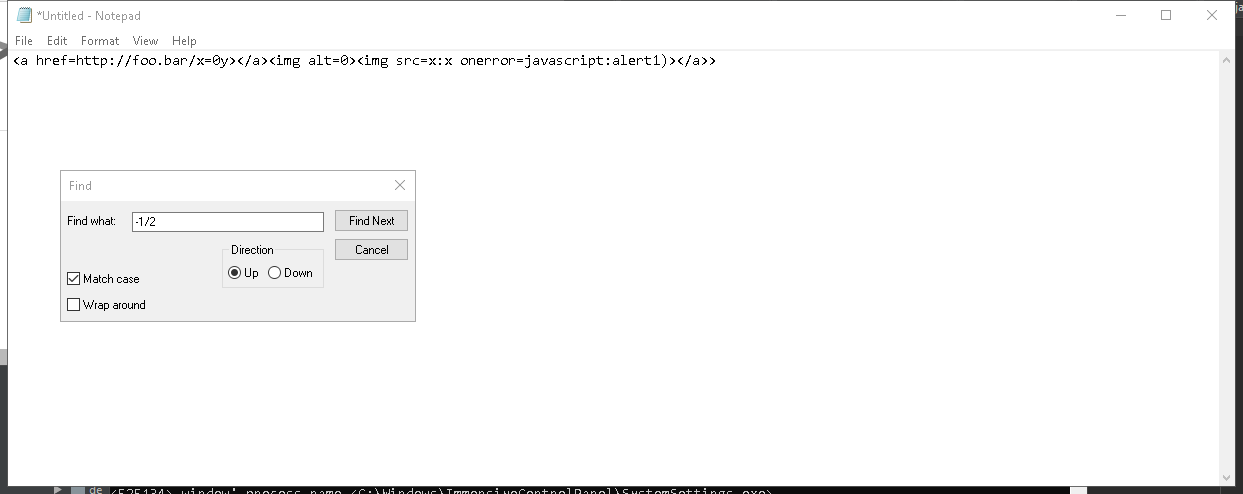 *Untitled - Notepad
File Edit Format View Help
<a href=http://foo.bar/x=0y></a><img alt=0><img src=x:x onerror=javascript:alert1)></a>>
Find
Find what: -1/2 Find Next
Direction Cancel
Up Down
Match case
Wrap around
de <525134> window' process name <C:\Windows\ImmersiveControlPanel\SystemSettings.exe>